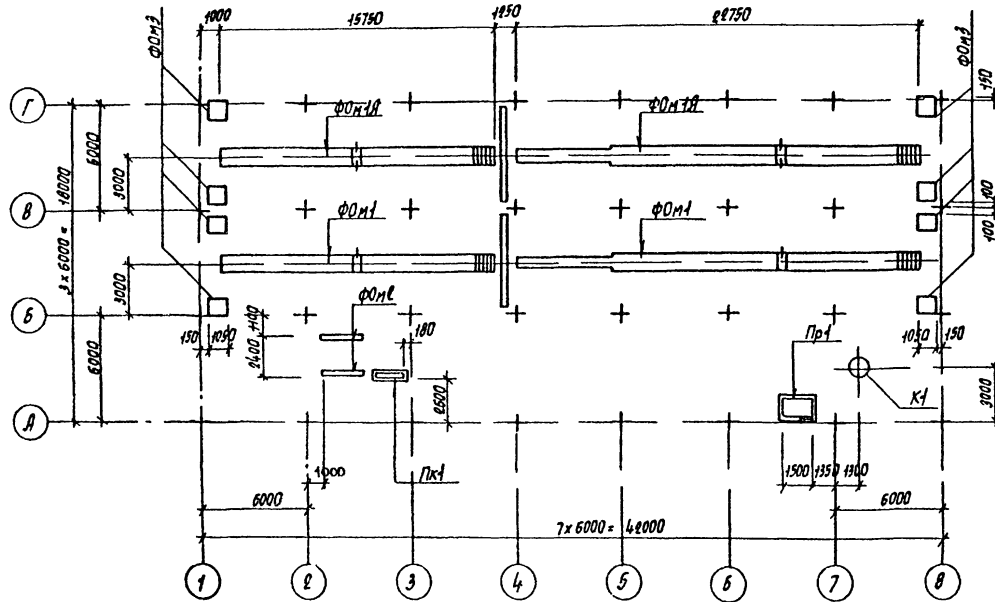 1000
15750
1250
22750
ФОм3
ФОм3
150
Г
ФОм1А
ФОм1А
6000
3000
3 х 6000 = 18000
В
100
100
ФОм1
ФОм1
3000
Б
ФОм2
150
1050
1100
2400
180
Пр1
1050
150
6000
К1
3000
2600
А
1000
Пк1
1500
1350
1300
6000
6000
7 х 6000 = 42000
1
2
3
4
5
6
7
8